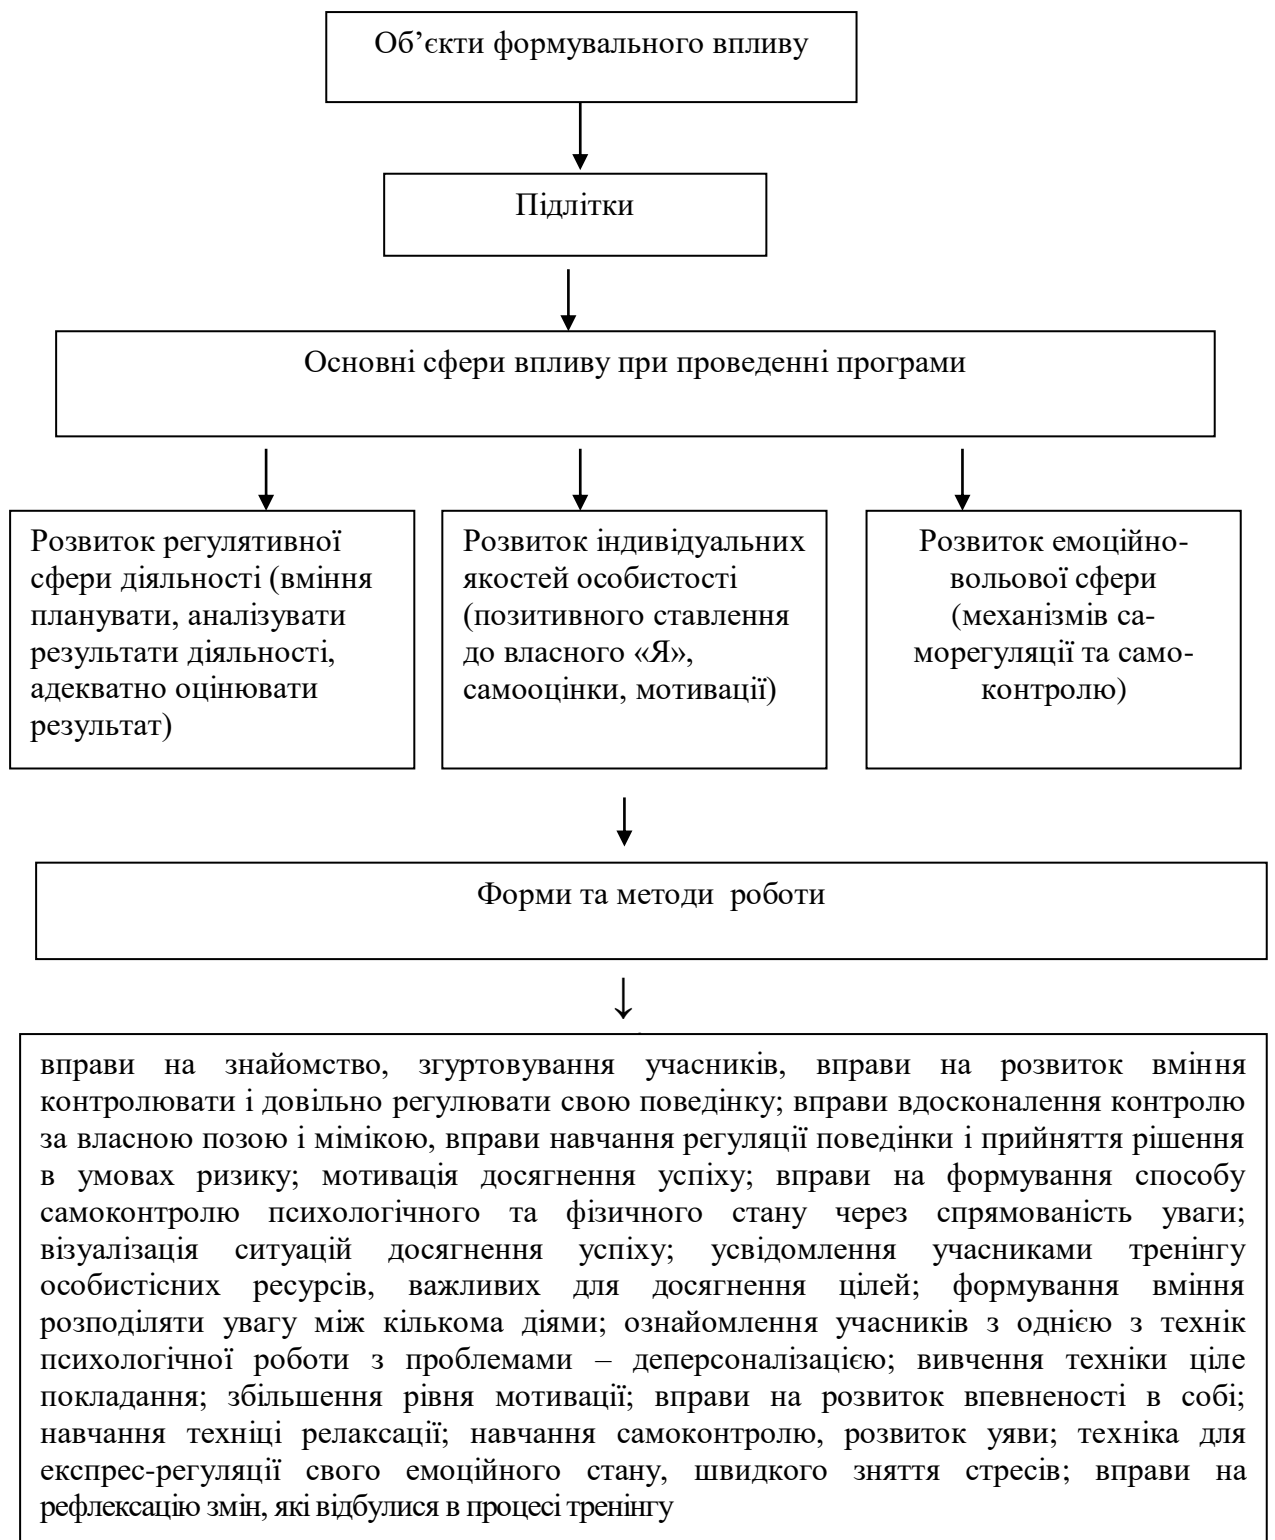 Об’єкти формувального впливу
Підлітки
Основні сфери впливу при проведенні програми
Розвиток регулятивної
сфери діяльності (вміння
планувати, аналізувати
результати діяльності,
адекватно оцінювати
результат)
Розвиток індивідуальних
якостей особистості
(позитивного ставлення
до власного «Я»,
самооцінки, мотивації)
Розвиток емоційно-
вольової сфери
(механізмів са-
морегуляції та само-
контролю)
Форми та методи роботи
вправи на знайомство, згуртовування учасників, вправи на розвиток вміння
контролювати і довільно регулювати свою поведінку; вправи вдосконалення контролю
за власною позою і мімікою, вправи навчання регуляції поведінки і прийняття рішення
в умовах ризику; мотивація досягнення успіху; вправи на формування способу
самоконтролю психологічного та фізичного стану через спрямованість уваги;
візуалізація ситуацій досягнення успіху; усвідомлення учасниками тренінгу
особистісних ресурсів, важливих для досягнення цілей; формування вміння
розподіляти увагу між кількома діями; ознайомлення учасників з однією з технік
психологічної роботи з проблемами – деперсоналізацією; вивчення техніки ціле
покладання; збільшення рівня мотивації; вправи на розвиток впевненості в собі;
навчання техніці релаксації; навчання самоконтролю, розвиток уяви; техніка для
експрес-регуляції свого емоційного стану, швидкого зняття стресів; вправи на
рефлексацію змін, які відбулися в процесі тренінгу